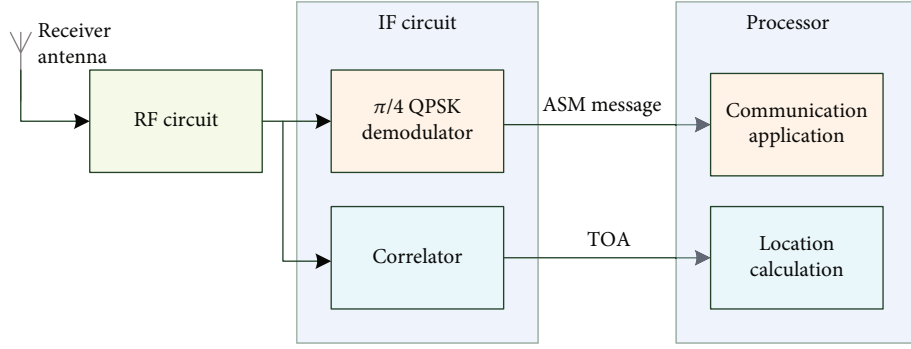 Receiver
antenna
RF circuit
IF circuit
π/4 QPSK
demodulator
Correlator
ASM message
TOA
Processor
Communication
application
Location
calculation